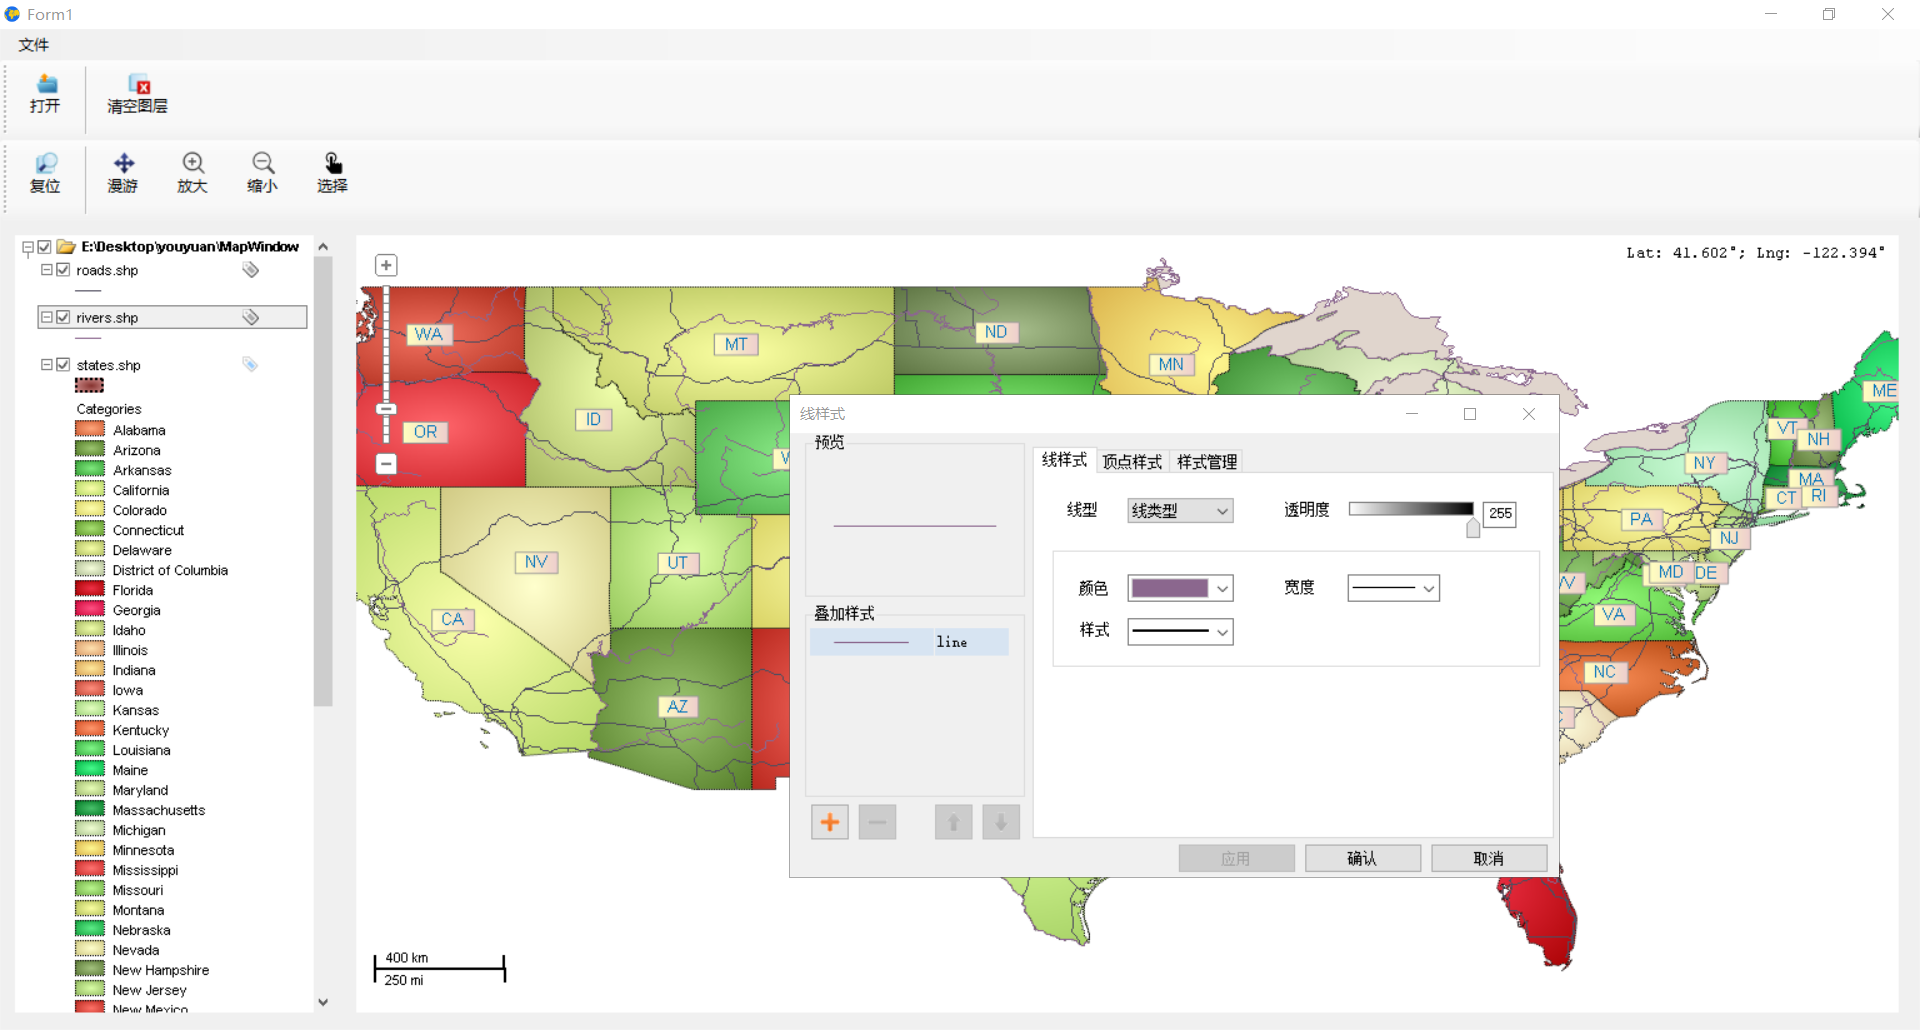 Form1
文件
打开
清空图层
复位
漫游
放大
缩小
选择
E:\Desktop\youyuan\MapWindow
roads.shp
rivers.shp
states.shp
Categories
Alabama
Arizona
Arkansas
California
Colorado
Connecticut
Delaware
District of Columbia
Florida
Georgia
Idaho
Illinois
Indiana
Iowa
Kansas
Kentucky
Louisiana
Maine
Maryland
Massachusetts
Michigan
Minnesota
Mississippi
Missouri
Montana
Nebraska
Nevada
New Hampshire
New Jersey
New Mexico
Lat: 41.602°; Lng: -122.394°
WA
MT
ND
MN
ME
OR
ID
VT
NH
NY
MA
CT
RI
PA
NJ
NV
UT
MD
DE
CA
VA
AZ
NC
400 km
250 mi
线样式
预览
叠加样式
line
线样式
顶点样式
样式管理
线型
线类型
透明度
255
颜色
宽度
样式
应用
确认
取消